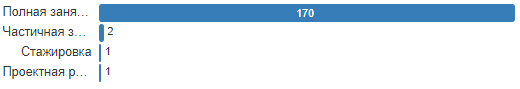 Полная заня... 170
Частичная з... 2
Стажировка 1
Проектная р... 1